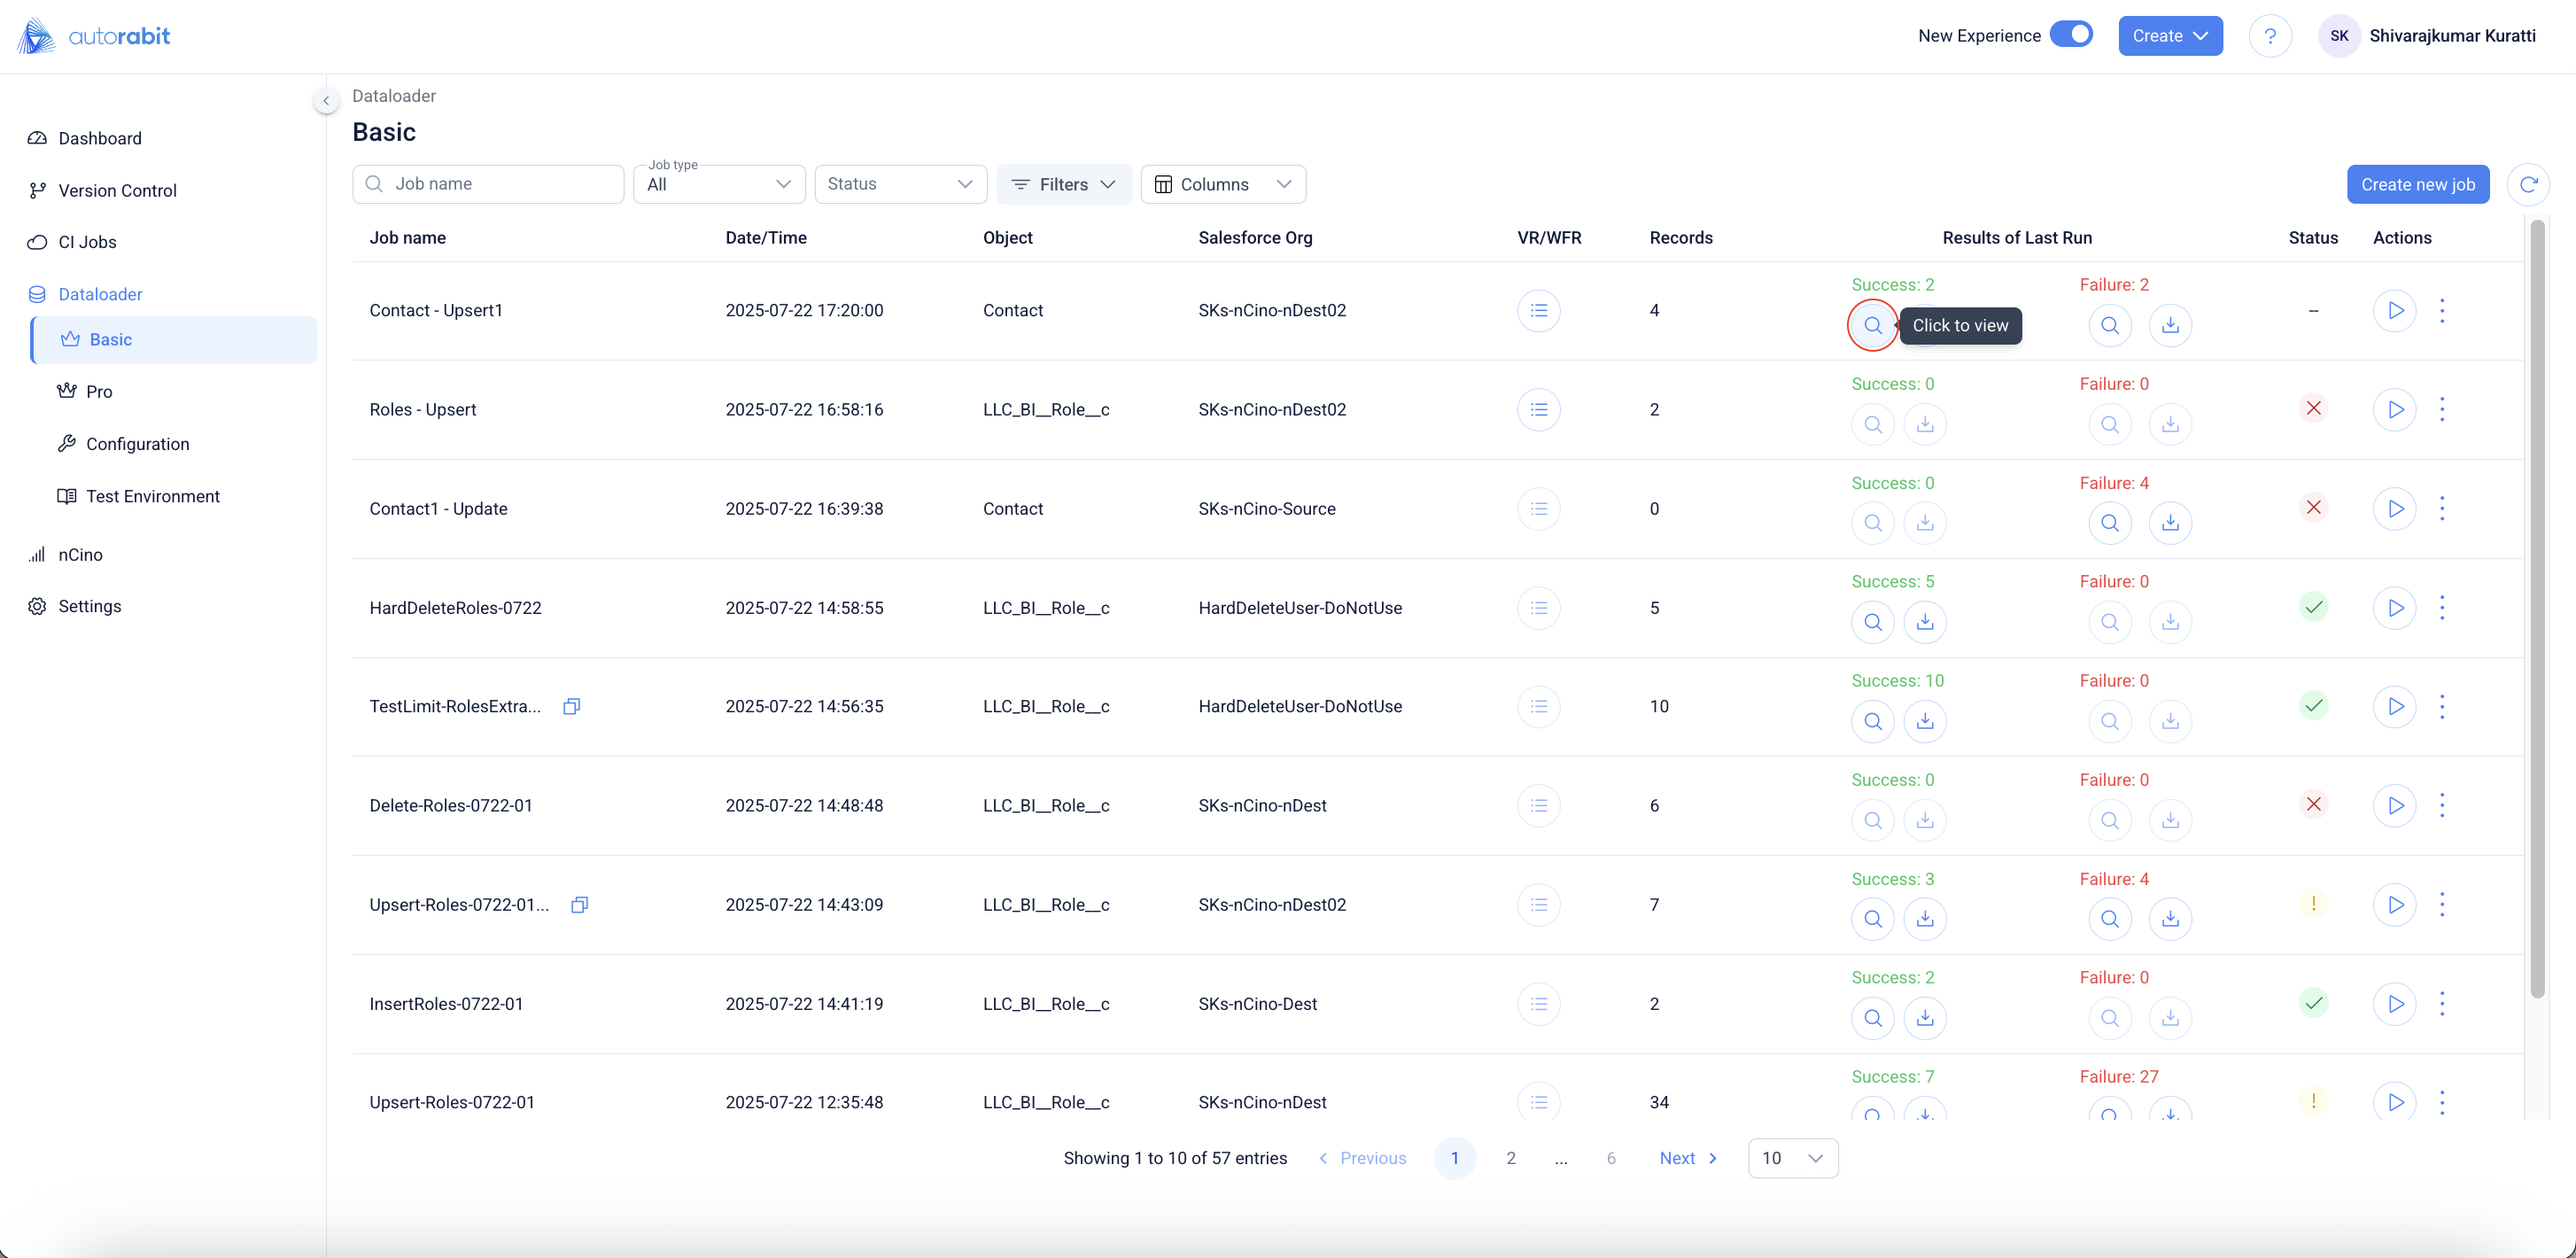 autorabit
New Experience
Create
?
SK
Shivarajkumar Kuratti
Dashboard
Version Control
CI Jobs
Dataloader
Basic
Pro
Configuration
Test Environment
nCino
Settings
Dataloader
Basic
Job name
Job type
All
Status
Filters
Columns
Create new job
Job name Date/Time Object Salesforce Org VR/WFR Records Results of Last Run Status Actions
Success: 2 Failure: 2
Contact - Upsert1 2025-07-22 17:20:00 Contact SKs-nCino-nDest02 4 --
Click to view
Success: 0 Failure: 0
Roles - Upsert 2025-07-22 16:58:16 LLC_BI__Role__c SKs-nCino-nDest02 2
Success: 0 Failure: 4
Contact1 - Update 2025-07-22 16:39:38 Contact SKs-nCino-Source 0
Success: 5 Failure: 0
HardDeleteRoles-0722 2025-07-22 14:58:55 LLC_BI__Role__c HardDeleteUser-DoNotUse 5
Success: 10 Failure: 0
TestLimit-RolesExtra... 2025-07-22 14:56:35 LLC_BI__Role__c HardDeleteUser-DoNotUse 10
Success: 0 Failure: 0
Delete-Roles-0722-01 2025-07-22 14:48:48 LLC_BI__Role__c SKs-nCino-nDest 6
Success: 3 Failure: 4
Upsert-Roles-0722-01... 2025-07-22 14:43:09 LLC_BI__Role__c SKs-nCino-nDest02 7
Success: 2 Failure: 0
InsertRoles-0722-01 2025-07-22 14:41:19 LLC_BI__Role__c SKs-nCino-Dest 2
Success: 7 Failure: 27
Upsert-Roles-0722-01 2025-07-22 12:35:48 LLC_BI__Role__c SKs-nCino-nDest 34
Showing 1 to 10 of 57 entries Previous 1 2 ... 6 Next 10